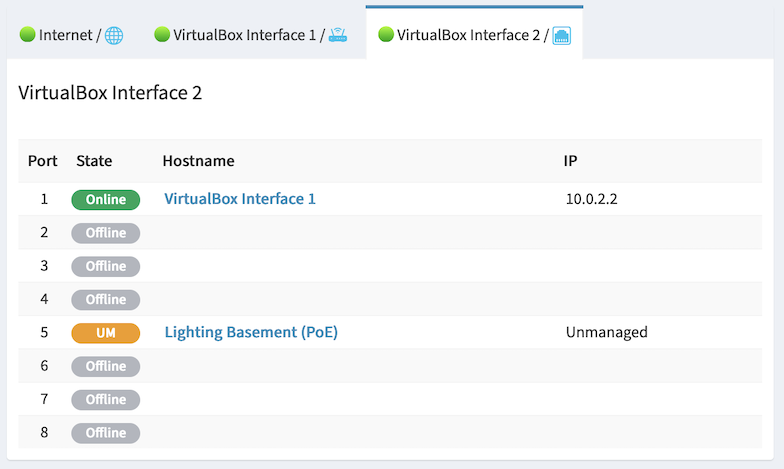 Internet / VirtualBox Interface 1 / VirtualBox Interface 2 /
VirtualBox Interface 2
Port State Hostname IP
1 Online VirtualBox Interface 1 10.0.2.2
2 Offline
3 Offline
4 Offline
5 UM Lighting Basement (PoE) Unmanaged
6 Offline
7 Offline
8 Offline